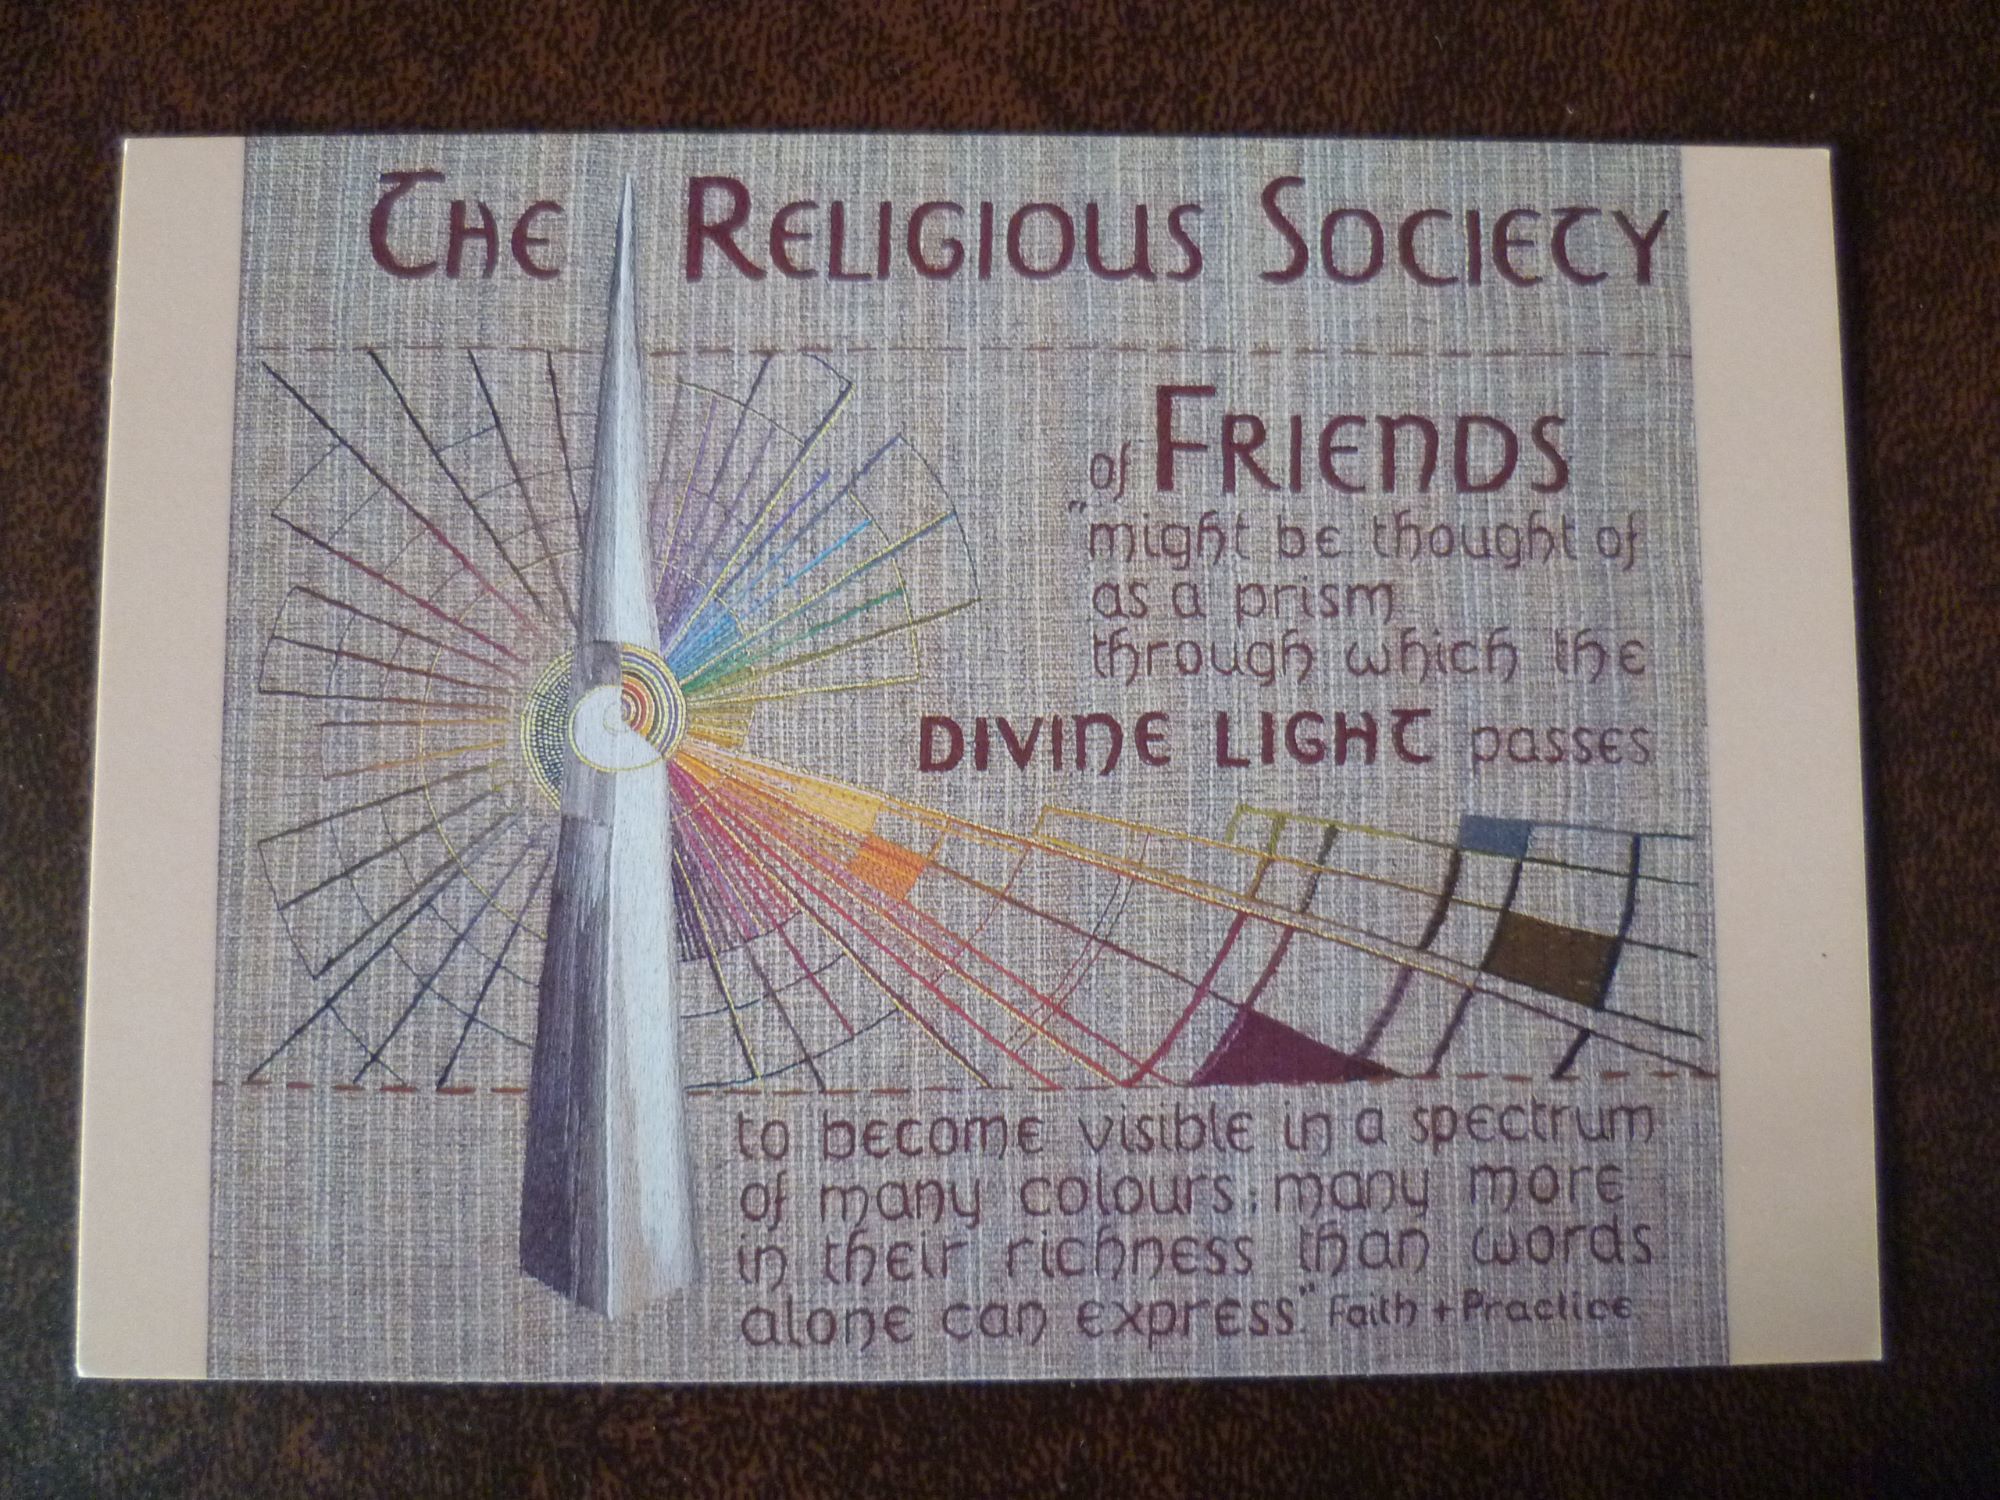 The Religious Society
of Friends
"might be thought of
as a prism
through which the
DIVINE LIGHT passes
to become visible in a spectrum
of many colours; many more
in their richness than words
alone can express." Faith + Practice